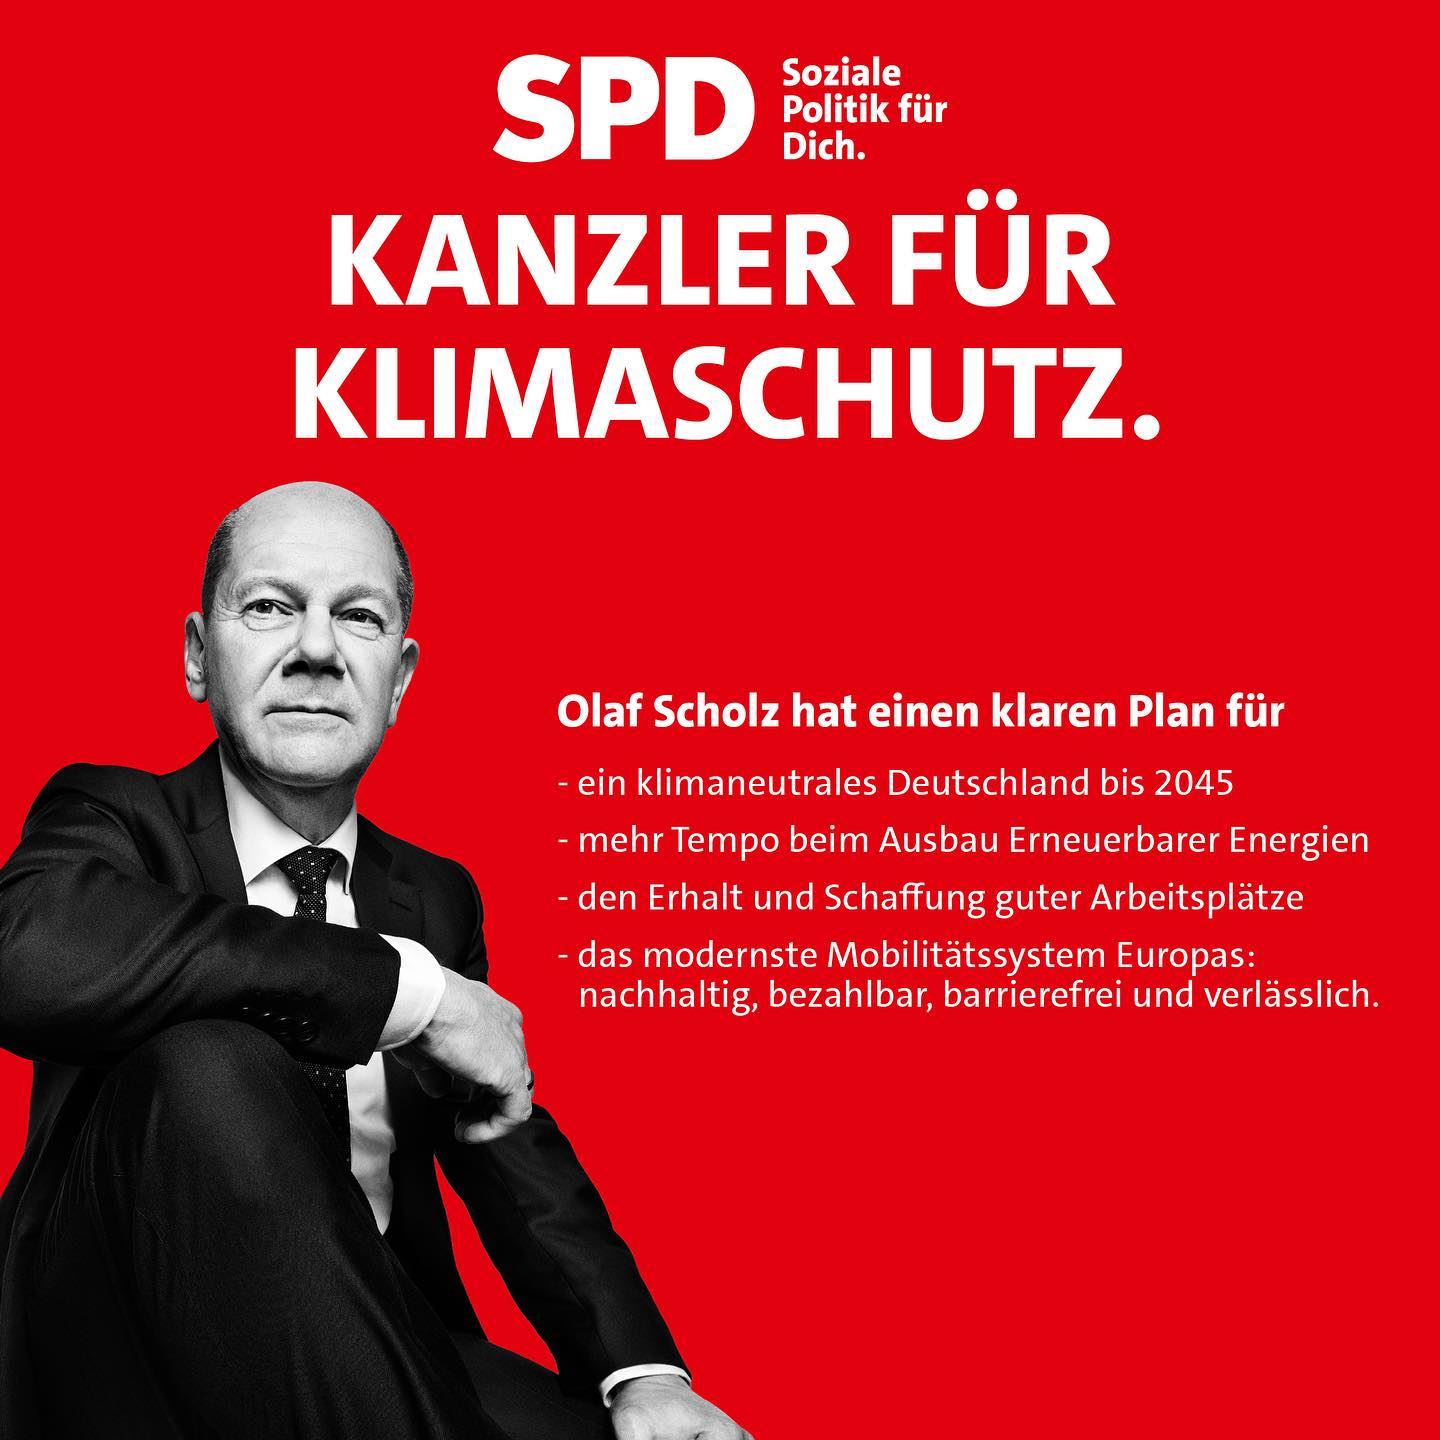 SPD
Soziale
Politik für
Dich.
KANZLER FÜR
KLIMASCHUTZ.
Olaf Scholz hat einen klaren Plan für
- ein klimaneutrales Deutschland bis 2045
- mehr Tempo beim Ausbau Erneuerbarer Energien
- den Erhalt und Schaffung guter Arbeitsplätze
- das modernste Mobilitätssystem Europas:
nachhaltig, bezahlbar, barrierefrei und verlässlich.